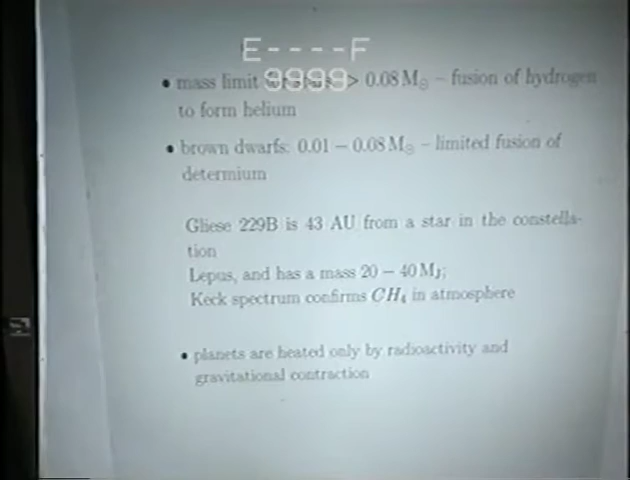 E----F
9999
• mass limit > 0.08 M☉ – fusion of hydrogen
to form helium
• brown dwarfs: 0.01 – 0.08 M☉ – limited fusion of
determium
Gliese 229B is 43 AU from a star in the constella-
tion
Lepus, and has a mass 20 – 40 MJ;
Keck spectrum confirms CH4 in atmosphere
• planets are heated only by radioactivity and
gravitational contraction